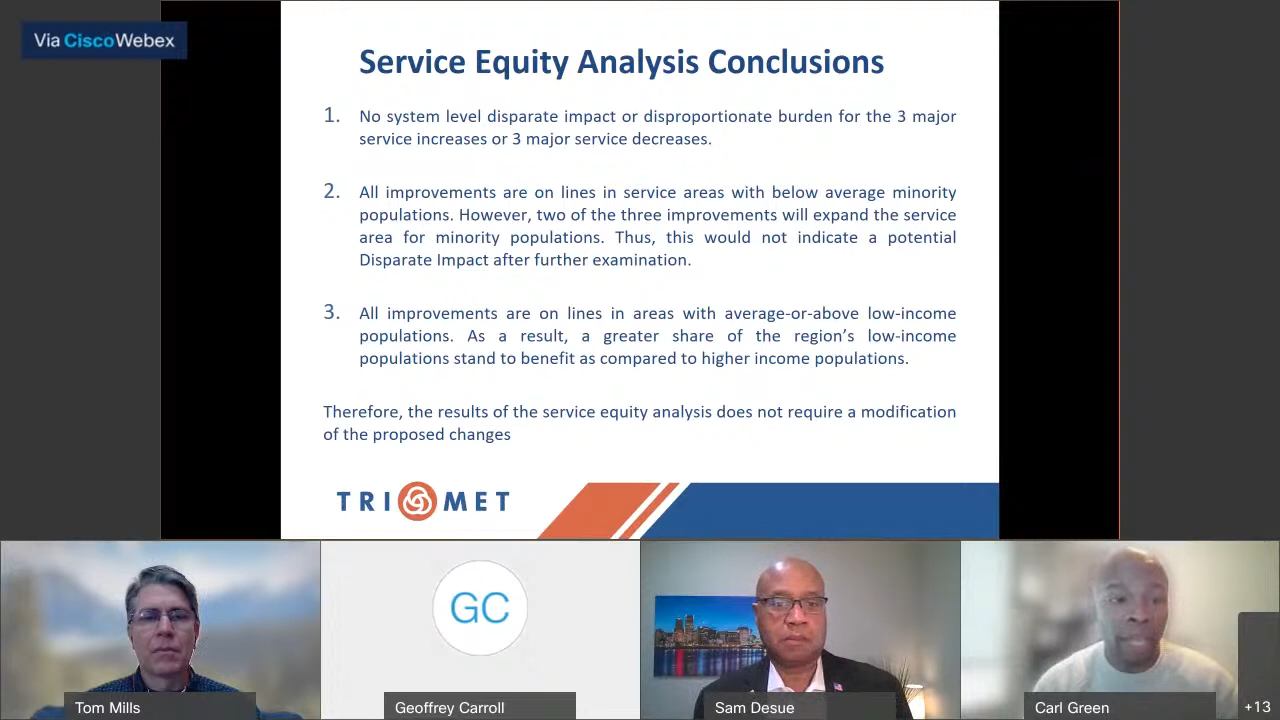 Via Cisco Webex
Service Equity Analysis Conclusions
1. No system level disparate impact or disproportionate burden for the 3 major
service increases or 3 major service decreases.
2. All improvements are on lines in service areas with below average minority
populations. However, two of the three improvements will expand the service
area for minority populations. Thus, this would not indicate a potential
Disparate Impact after further examination.
3. All improvements are on lines in areas with average-or-above low-income
populations. As a result, a greater share of the region's low-income
populations stand to benefit as compared to higher income populations.
Therefore, the results of the service equity analysis does not require a modification
of the proposed changes
TRI MET
GC
Tom Mills
Geoffrey Carroll
Sam Desue
Carl Green
+13